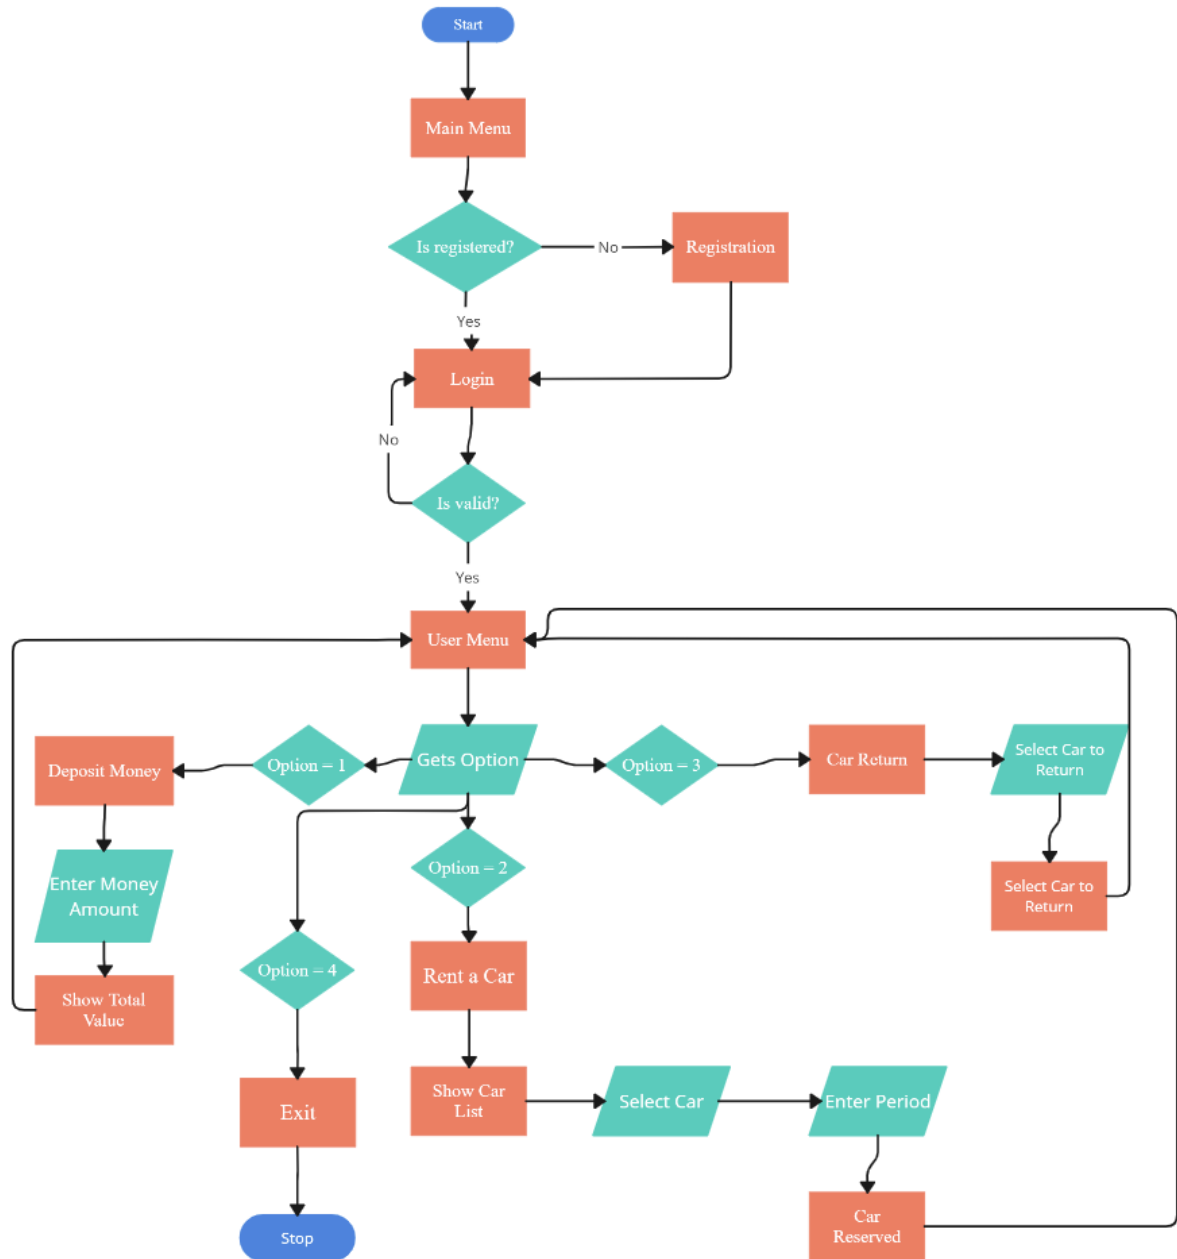 Start
Main Menu
Is registered?
No
Registration
Yes
Login
No
Is valid?
Yes
User Menu
Deposit Money
Option = 1
Gets Option
Option = 3
Car Return
Select Car to
Return
Enter Money
Amount
Option = 2
Select Car to
Return
Show Total
Value
Option = 4
Rent a Car
Exit
Show Car
List
Select Car
Enter Period
Stop
Car
Reserved